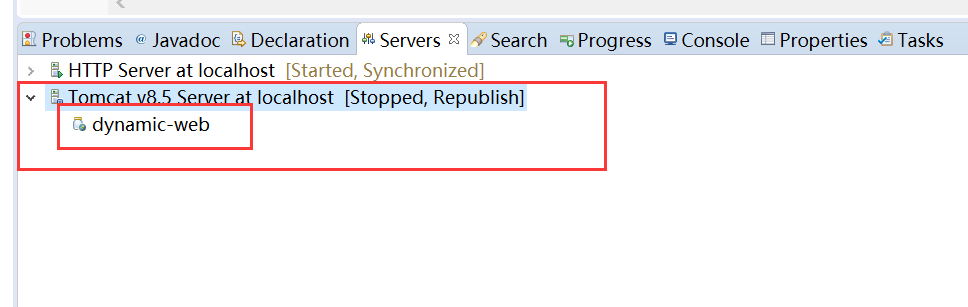 Problems @ Javadoc Declaration Servers Search Progress Console Properties Tasks
HTTP Server at localhost [Started, Synchronized]
Tomcat v8.5 Server at localhost [Stopped, Republish]
dynamic-web